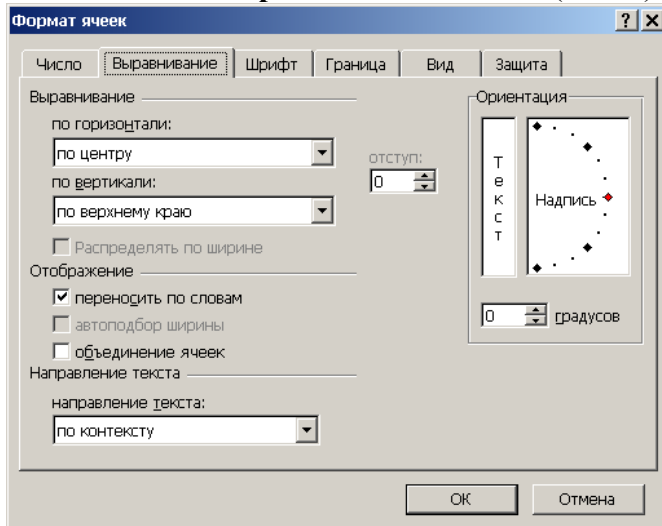 Формат ячеек
Число Выравнивание Шрифт Граница Вид Защита
Выравнивание
по горизонтали:
по центру
отступ:
0
по вертикали:
по верхнему краю
Распределять по ширине
Отображение
переносить по словам
автоподбор ширины
объединение ячеек
Направление текста
направление текста:
по контексту
Ориентация
Текст
Надпись
0 градусов
ОК Отмена